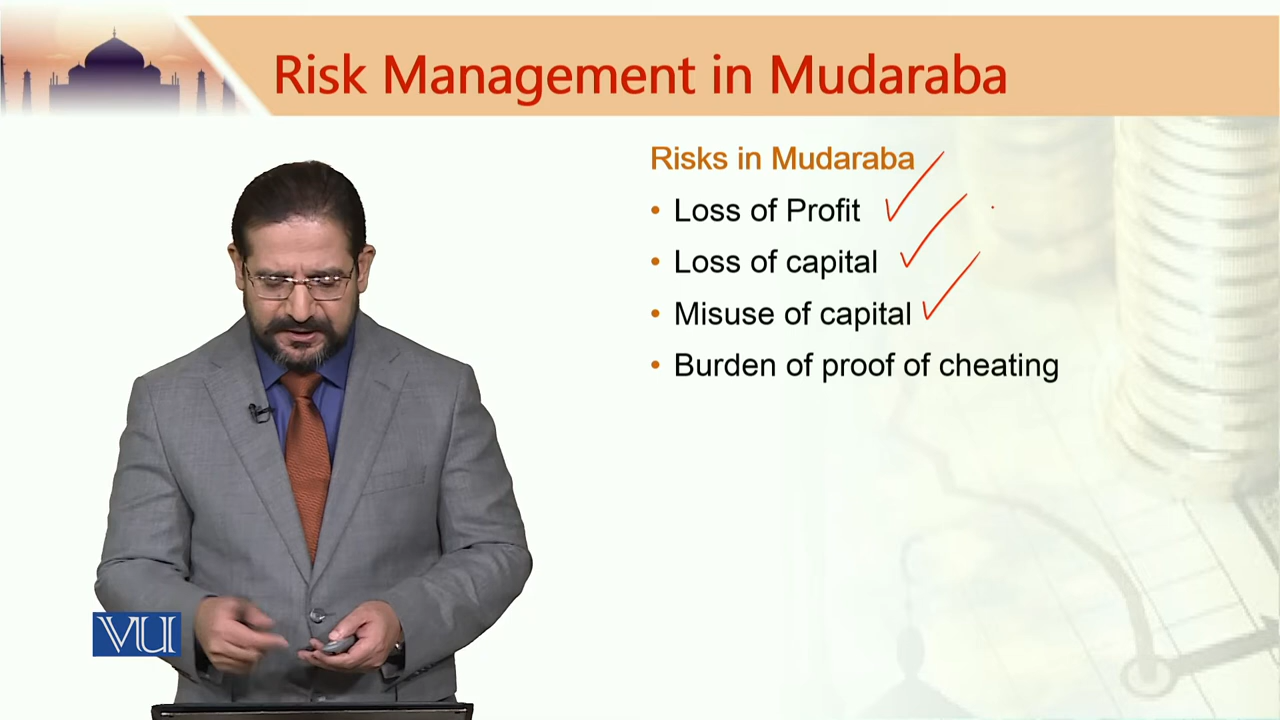 Risk Management in Mudaraba
Risks in Mudaraba
• Loss of Profit
• Loss of capital
• Misuse of capital
• Burden of proof of cheating
VU